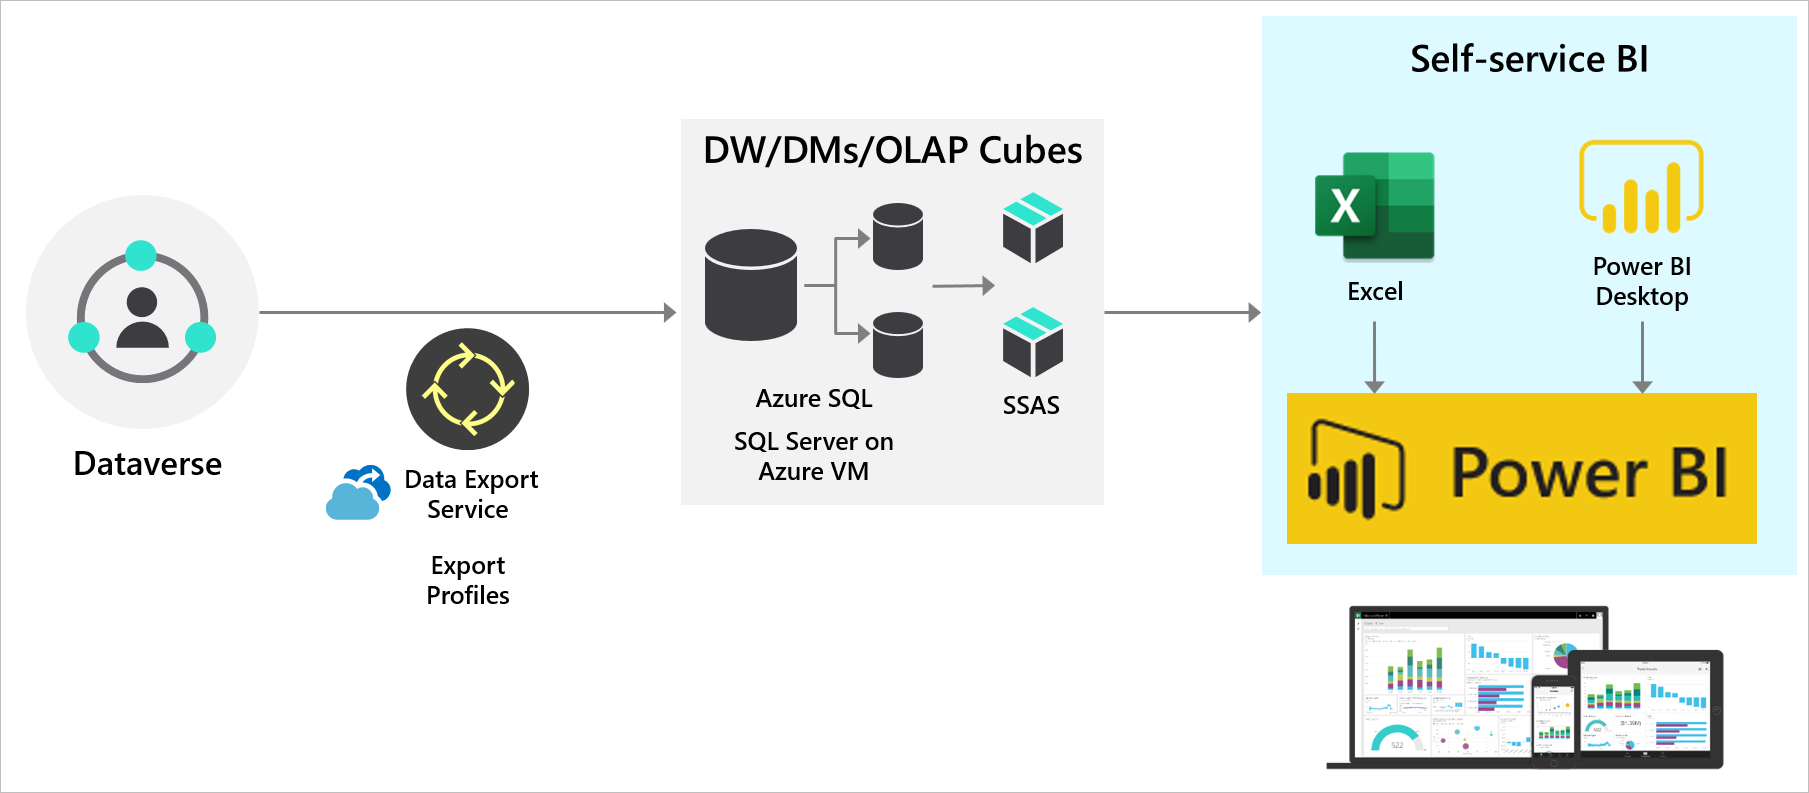 Self-service BI
DW/DMs/OLAP Cubes
X
Excel
Power BI
Desktop
Azure SQL
SQL Server on
Azure VM
SSAS
Dataverse
Data Export
Service
Export
Profiles
Power BI
522